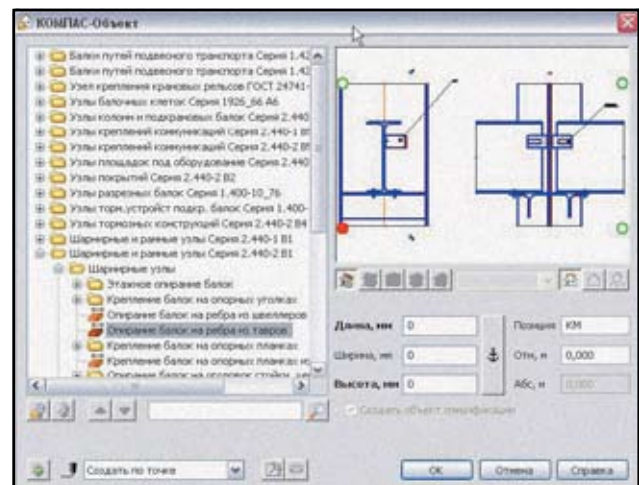 КОМПАС-Объект
Балки путей подвесного транспорта Серия 1.42
Балки путей подвесного транспорта Серия 1.42
Узел крепления крановых рельсов ГОСТ 24741-
Узлы балочных клеток Серия 1926_66 А6
Узлы колонн и подкрановых балок Серия 2.440
Узлы креплений коммуникаций Серия 2.440-1 В
Узлы креплений коммуникаций Серия 2.440-2 В
Узлы площадок под оборудование Серия 2.440
Узлы покрытий Серия 2.440-2 В2
Узлы разрезных балок Серия 1.400-10_76
Узлы торм.устройст подкр. балок Серия 1.400-
Узлы тормозных конструкций Серия 2.440-2 В4
Шарнирные и рамные узлы Серия 2.440-1 В1
Шарнирные и рамные узлы Серия 2.440-2 В1
Шарнирные узлы
Этажное опирание балок
Крепление балок на опорных уголках
Опирание балок на ребра из швеллеров
Опирание балок на ребра из тавров
Крепление балок на опорных планках
Крепление балок на опорных планках из
Опирание балок на оголовок стойки,
Длина, мм 0 Позиция КМ
Ширина, мм 0 Отн, м 0,000
Высота, мм 0 Абс, м 0,000
Создать объект спецификации
Создать по точке
ОК Отмена Справка